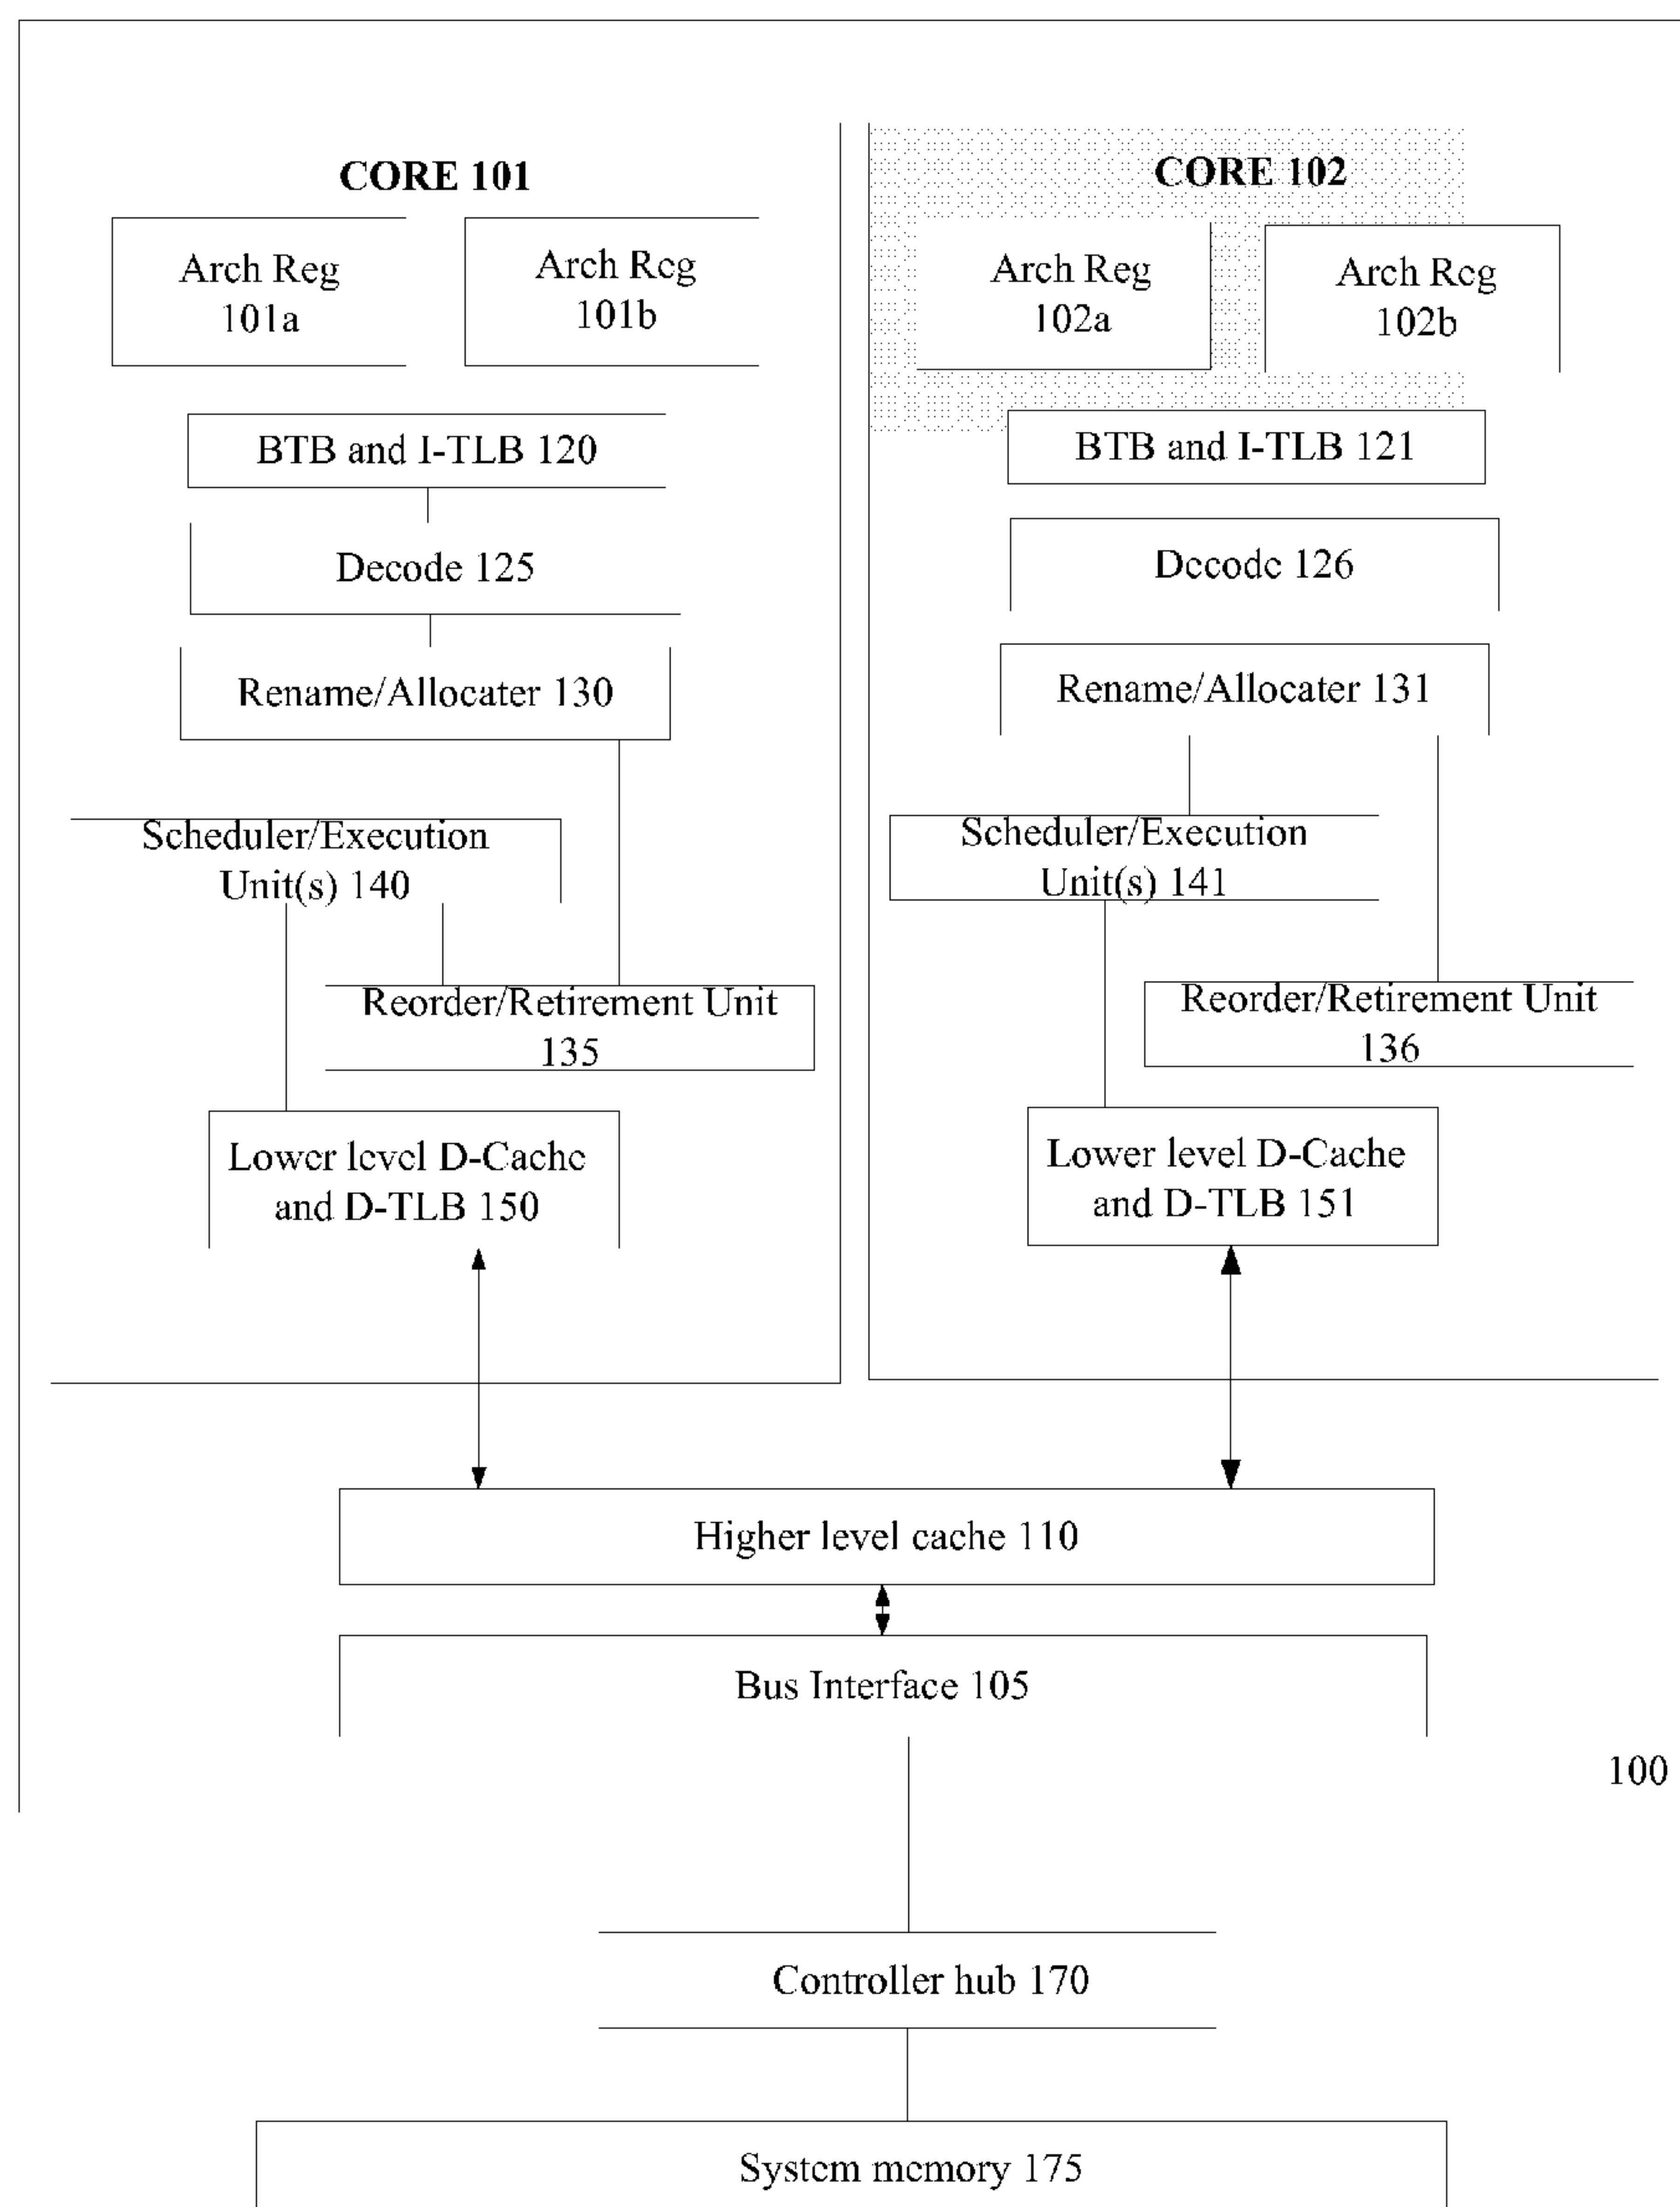 CORE 101
Arch Reg
101a
Arch Reg
101b
BTB and I-TLB 120
Decode 125
Rename/Allocater 130
Scheduler/Execution
Unit(s) 140
Reorder/Retirement Unit
135
Lower level D-Cache
and D-TLB 150
CORE 102
Arch Reg
102a
Arch Reg
102b
BTB and I-TLB 121
Decode 126
Rename/Allocater 131
Scheduler/Execution
Unit(s) 141
Reorder/Retirement Unit
136
Lower level D-Cache
and D-TLB 151
Higher level cache 110
Bus Interface 105
100
Controller hub 170
System memory 175